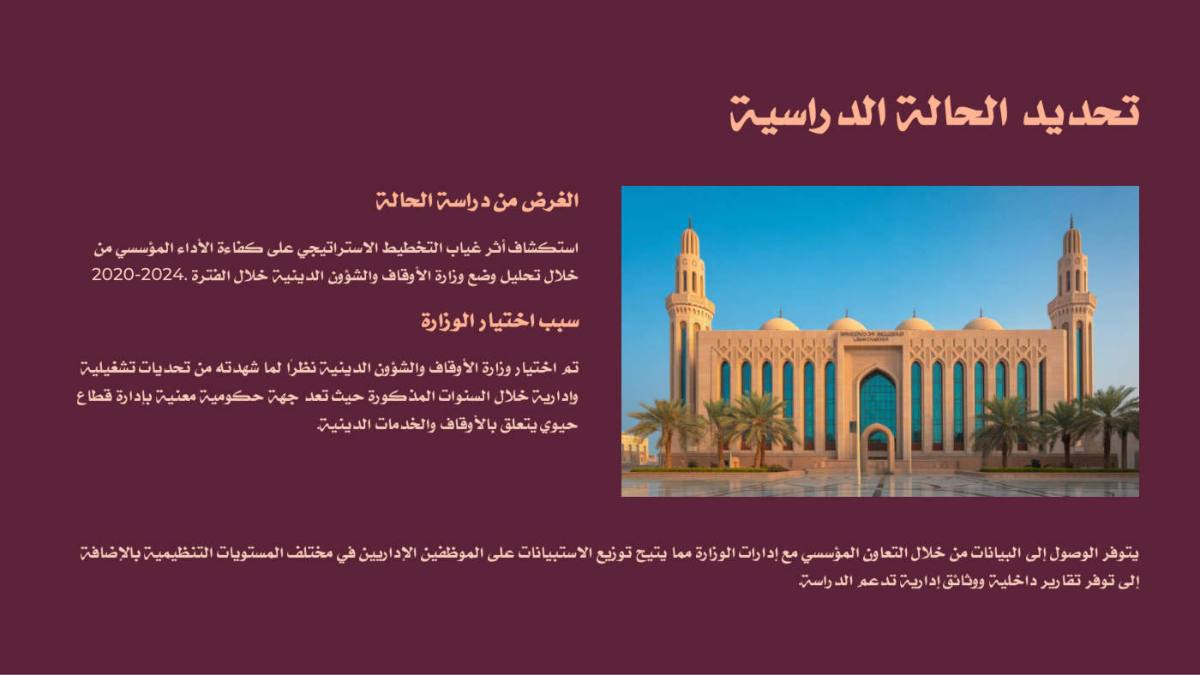 تحديد الحالة الدراسية
الغرض من دراسة الحالة
استكشاف أثر غياب التخطيط الاستراتيجي على كفاءة الأداء المؤسسي من
خلال تحليل وضع وزارة الأوقاف والشؤون الدينية خلال الفترة .2024-2020
سبب اختيار الوزارة
تم اختيار وزارة الأوقاف والشؤون الدينية نظرًا لما شهدته من تحديات تشغيلية
وإدارية خلال السنوات المذكورة حيث تعد جهة حكومية معنية بإدارة قطاع
حيوي يتعلق بالأوقاف والخدمات الدينية.
يتوفر الوصول إلى البيانات من خلال التعاون المؤسسي مع إدارات الوزارة مما يتيح توزيع الاستبيانات على الموظفين الإداريين في مختلف المستويات التنظيمية بالإضافة
إلى توفر تقارير داخلية ووثائق إدارية تدعم الدراسة.